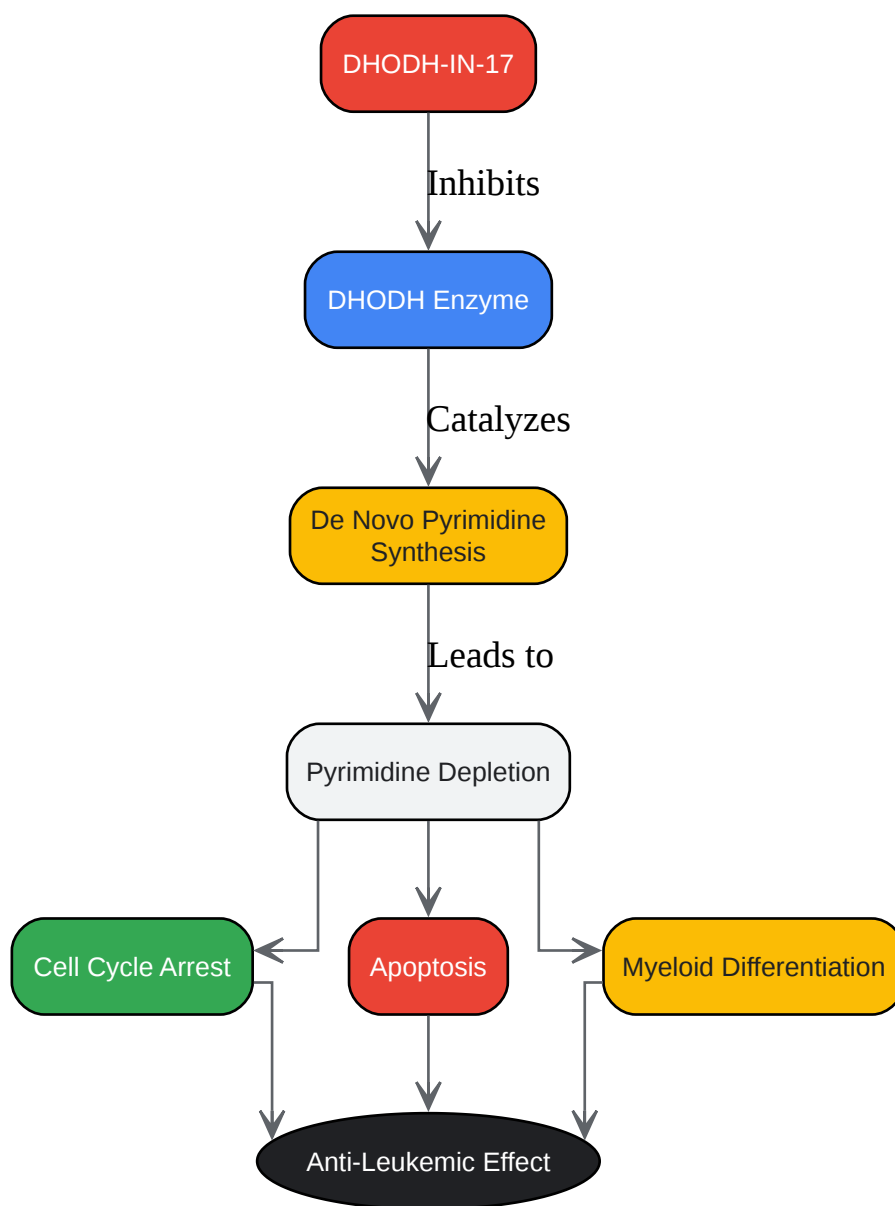 DHODH-IN-17
Inhibits
DHODH Enzyme
Catalyzes
De Novo Pyrimidine
Synthesis
Leads to
Pyrimidine Depletion
Cell Cycle Arrest
Apoptosis
Myeloid Differentiation
Anti-Leukemic Effect